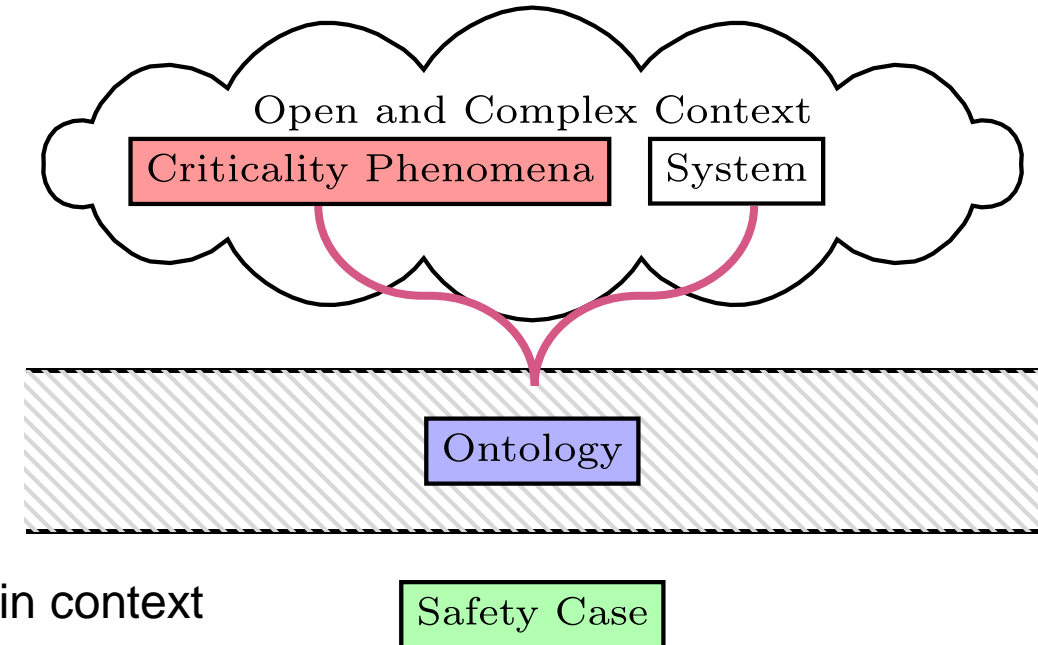 Open and Complex Context
Criticality Phenomena
System
Ontology
in context
Safety Case